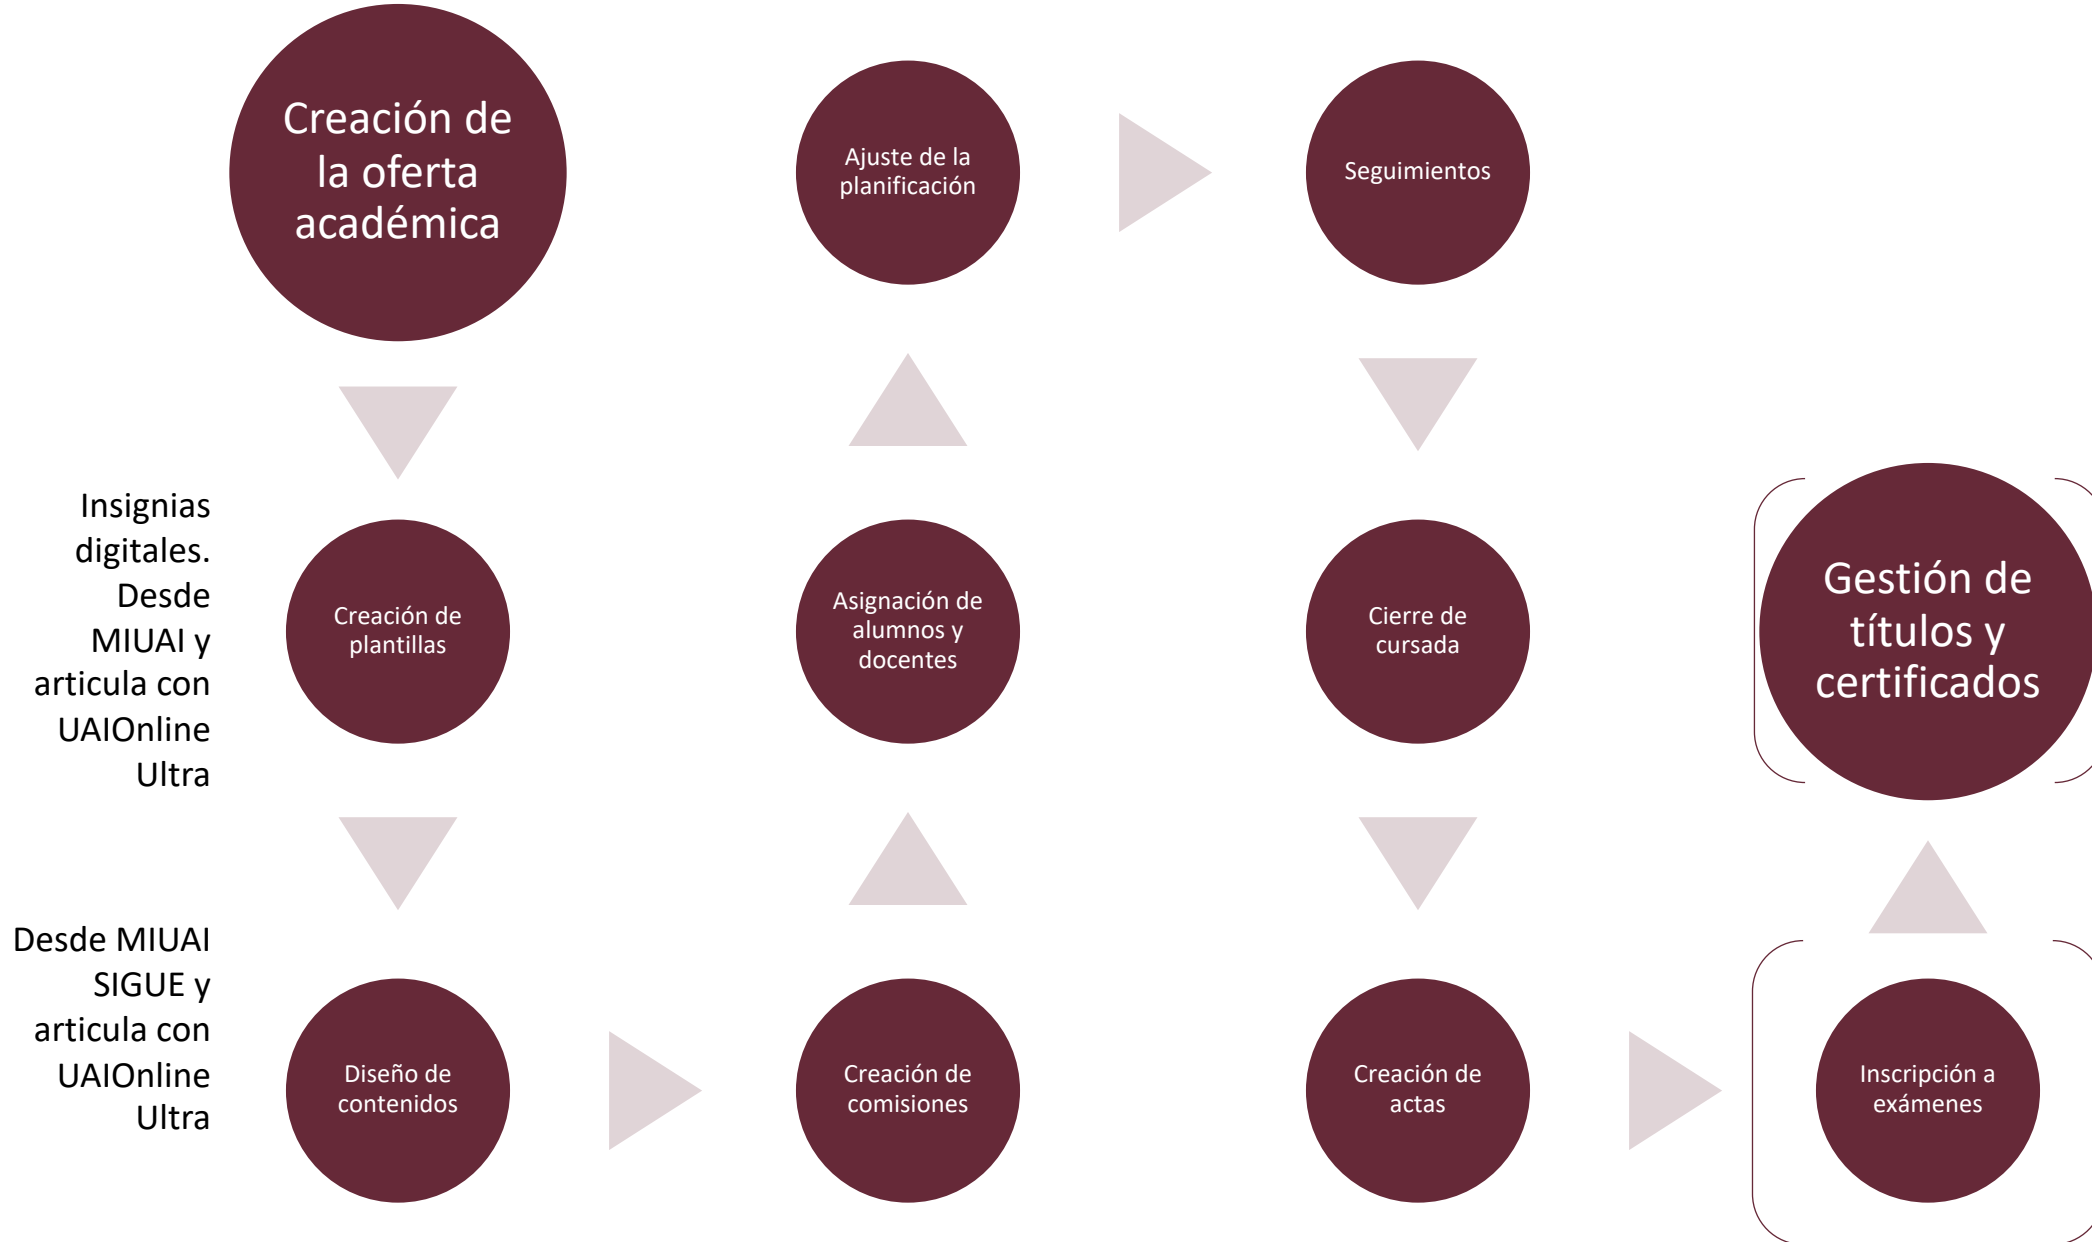 Creación de
la oferta
académica
Insignias
digitales.
Desde
MIUAI y
articula con
UAIOnline
Ultra
Creación de
plantillas
Desde MIUAI
SIGUE y
articula con
UAIOnline
Ultra
Diseño de
contenidos
Creación de
comisiones
Asignación de
alumnos y
docentes
Ajuste de la
planificación
Seguimientos
Cierre de
cursada
Creación de
actas
Inscripción a
exámenes
Gestión de
títulos y
certificados